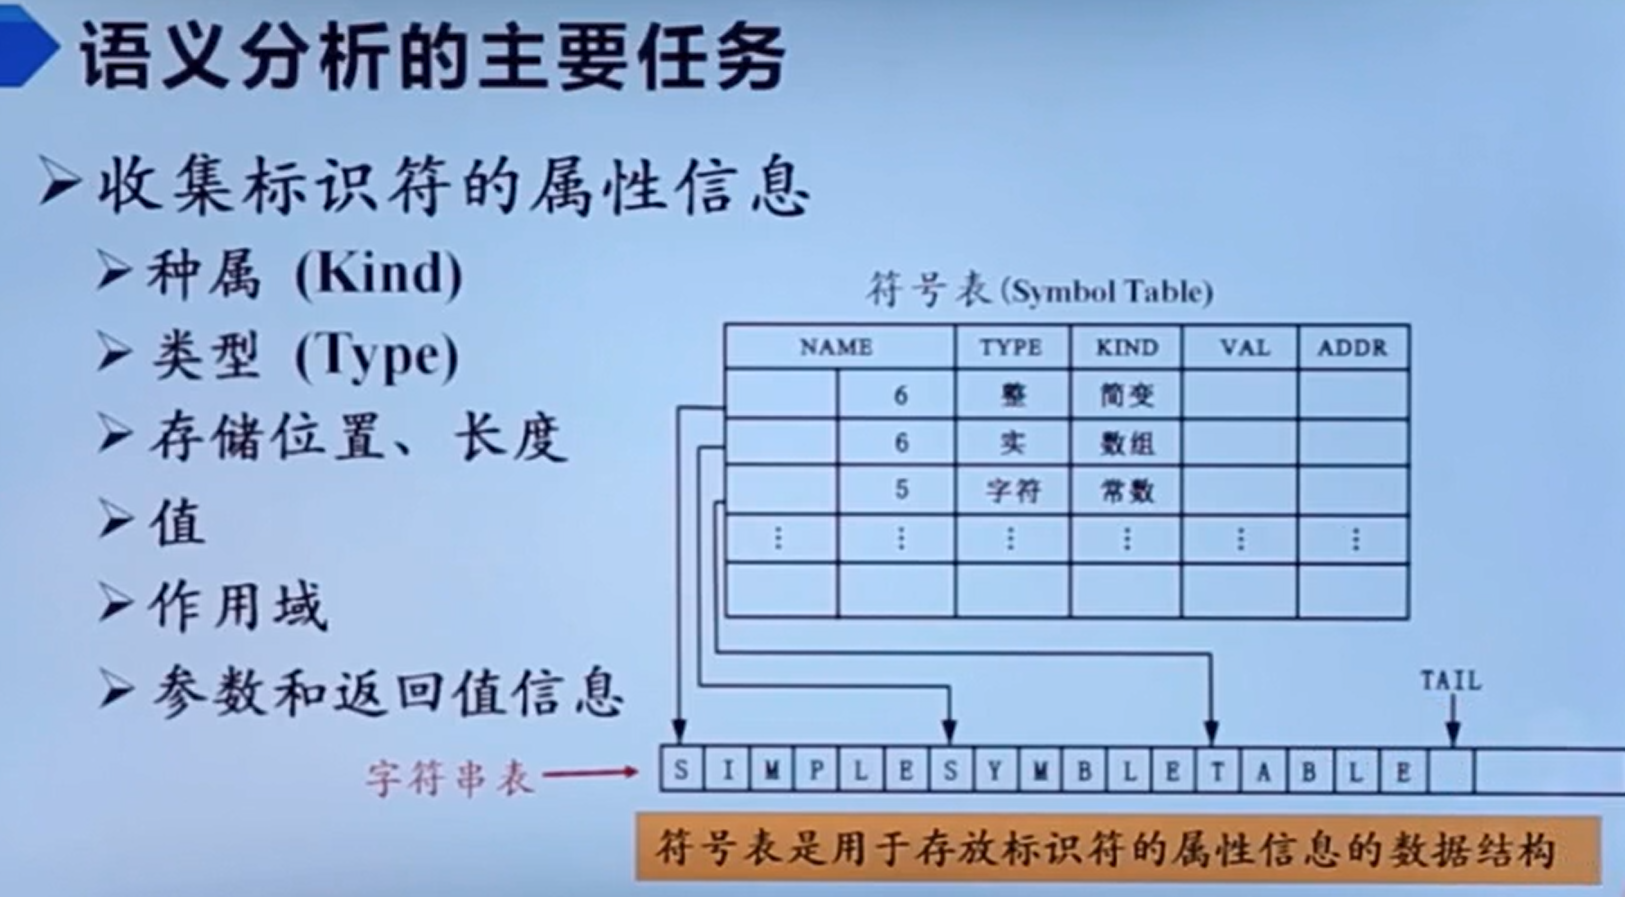 语义分析的主要任务
收集标识符的属性信息
种属 (Kind)
类型 (Type)
存储位置、长度
值
作用域
参数和返回值信息
符号表(Symbol Table)
NAME TYPE KIND VAL ADDR
6 整 简变
6 实 数组
5 字符 常数
⋮ ⋮ ⋮ ⋮ ⋮ ⋮
TAIL
字符串表
S I M P L E S Y M B L E T A B L E
符号表是用于存放标识符的属性信息的数据结构